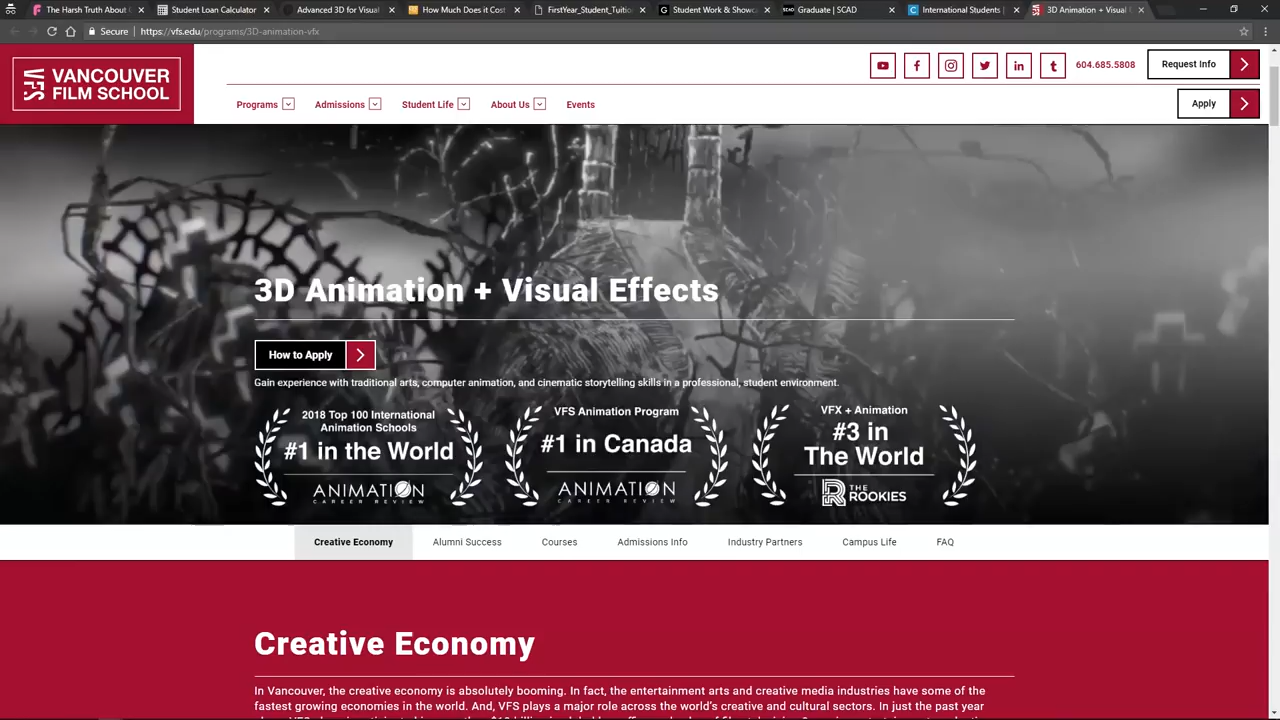 The Harsh Truth About C
Student Loan Calculator
Advanced 3D for Visual
How Much Does it Cost
FirstYear_Student_Tuitio
Student Work & Showca
Graduate | SCAD
International Students |
3D Animation + Visual
Secure
https://vfs.edu/programs/3D-animation-vfx
VFS
VANCOUVER
FILM SCHOOL
604.685.5808
Request Info
Programs
Admissions
Student Life
About Us
Events
Apply
3D Animation + Visual Effects
How to Apply
Gain experience with traditional arts, computer animation, and cinematic storytelling skills in a professional, student environment.
2018 Top 100 International
Animation Schools
#1 in the World
ANIMATION
CAREER REVIEW
VFS Animation Program
#1 in Canada
ANIMATION
CAREER REVIEW
VFX + Animation
#3 in
The World
THE
ROOKIES
Creative Economy
Alumni Success
Courses
Admissions Info
Industry Partners
Campus Life
FAQ
Creative Economy
In Vancouver, the creative economy is absolutely booming. In fact, the entertainment arts and creative media industries have some of the
fastest growing economies in the world. And, VFS plays a major role across the world's creative and cultural sectors. In just the past year